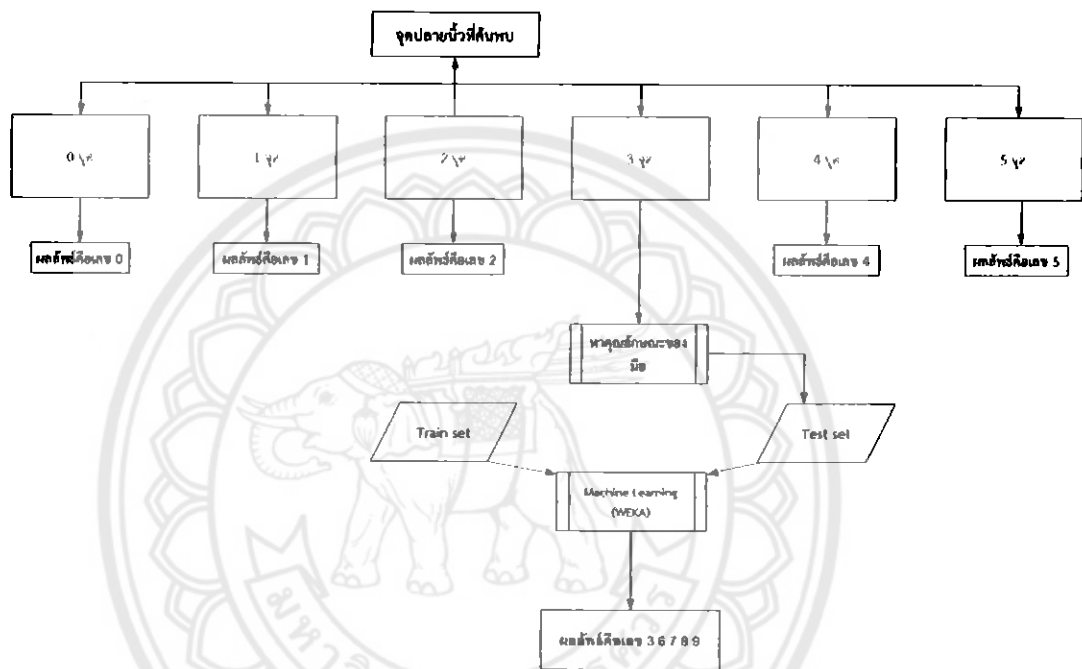 จุดปลายนิ้วที่ค้นพบ
0 จุด
1 จุด
2 จุด
3 จุด
4 จุด
5 จุด
ผลลัพธ์คือเลข 0
ผลลัพธ์คือเลข 1
ผลลัพธ์คือเลข 2
ผลลัพธ์คือเลข 4
ผลลัพธ์คือเลข 5
หาคุณลักษณะของ
มือ
Train set
Test set
Machine Learning
(WEKA)
ผลลัพธ์คือเลข 3 6 7 8 9